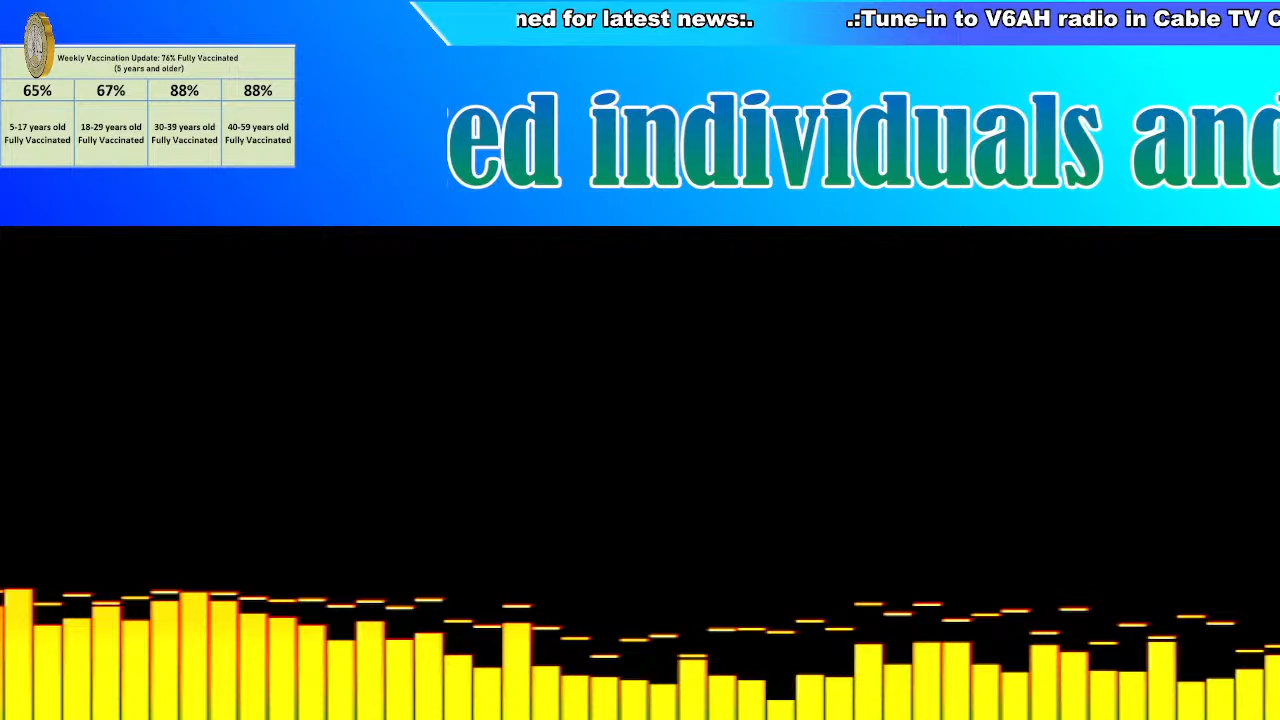 ned for latest news:. .:Tune-in to V6AH radio in Cable TV
Weekly Vaccination Update: 76% Fully Vaccinated
(5 years and older)
65% 67% 88% 88%
5-17 years old 18-29 years old 30-39 years old 40-59 years old
Fully Vaccinated Fully Vaccinated Fully Vaccinated Fully Vaccinated
ed individuals and